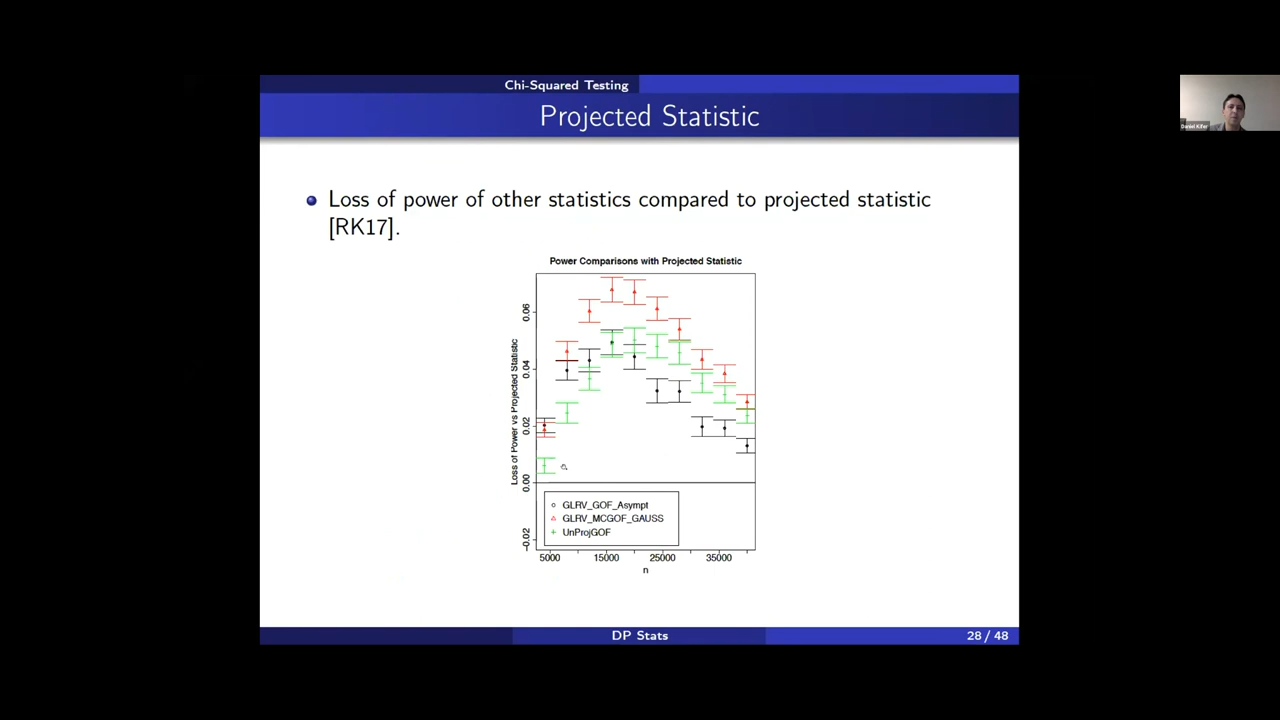 Chi-Squared Testing
Projected Statistic
Daniel Kifer
Loss of power of other statistics compared to projected statistic
[RK17].
Power Comparisons with Projected Statistic
Loss of Power vs Projected Statistic
0.06
0.04
0.02
0.00
−0.02
GLRV_GOF_Asympt
GLRV_MCGOF_GAUSS
UnProjGOF
5000 15000 25000 35000
n
DP Stats
28 / 48